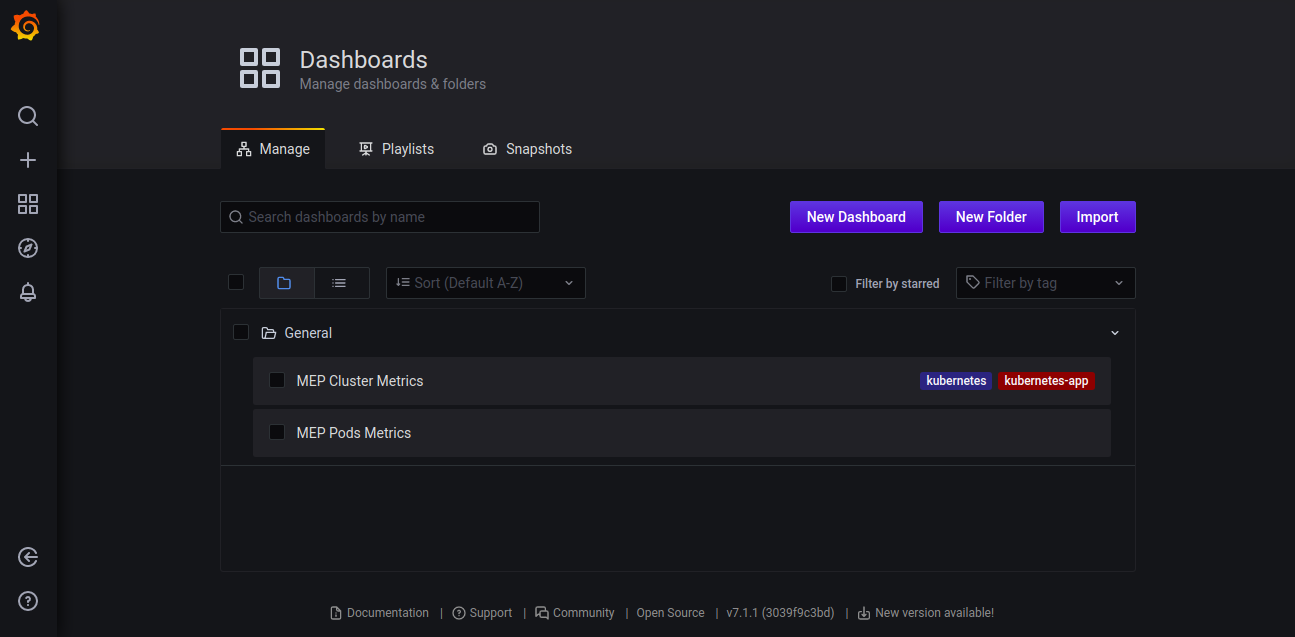 Dashboards
Manage dashboards & folders
Manage Playlists Snapshots
Search dashboards by name New Dashboard New Folder Import
Sort (Default A-Z) Filter by starred Filter by tag
General
MEP Cluster Metrics kubernetes kubernetes-app
MEP Pods Metrics
Documentation | Support | Community | Open Source | v7.1.1 (3039f9c3bd) | New version available!